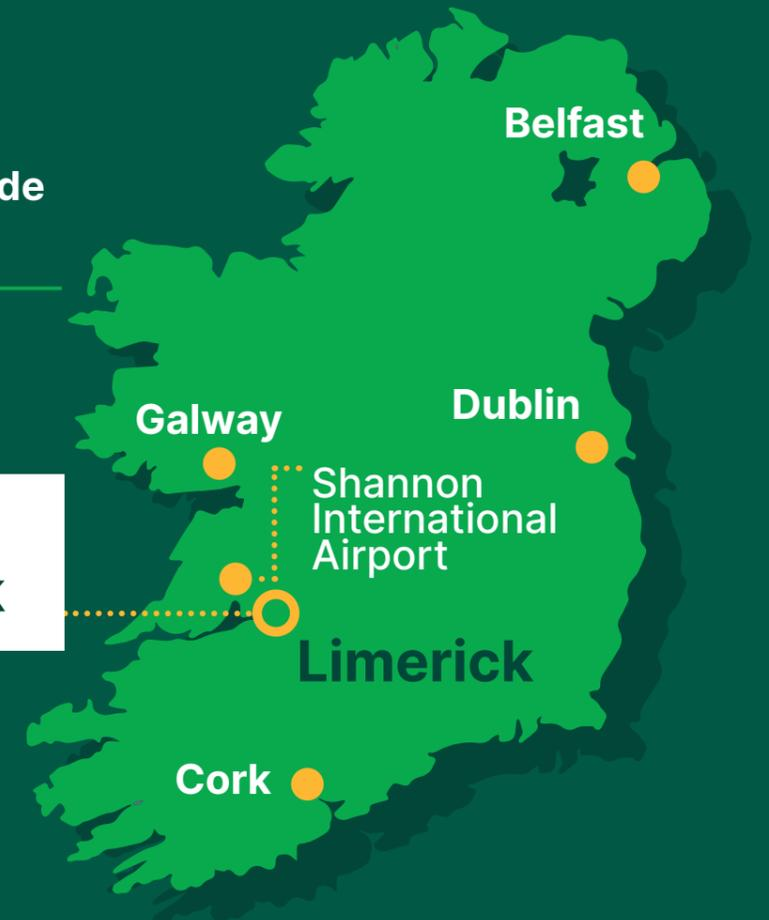 Belfast
de
Dublin
Galway
Shannon
International
Airport
k
Limerick
Cork